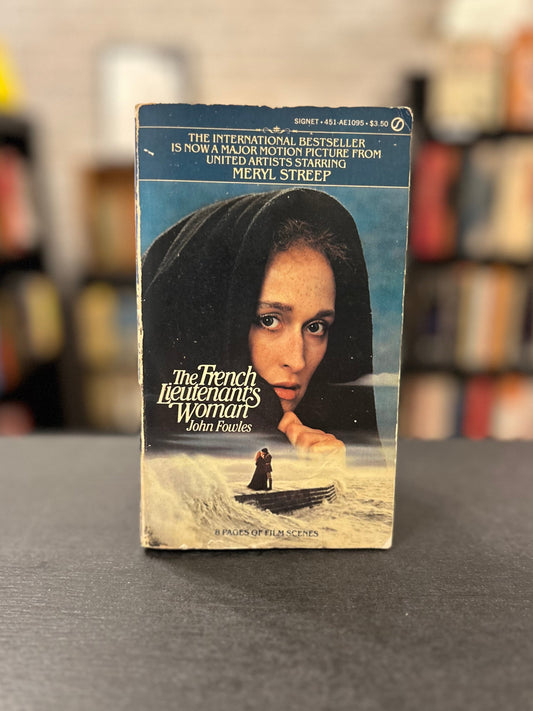 SIGNET • 451-AE1095 • $3.50
THE INTERNATIONAL BESTSELLER
IS NOW A MAJOR MOTION PICTURE FROM
UNITED ARTISTS STARRING
MERYL STREEP
The French
Lieutenant's
Woman
John Fowles
8 PAGES OF FILM SCENES